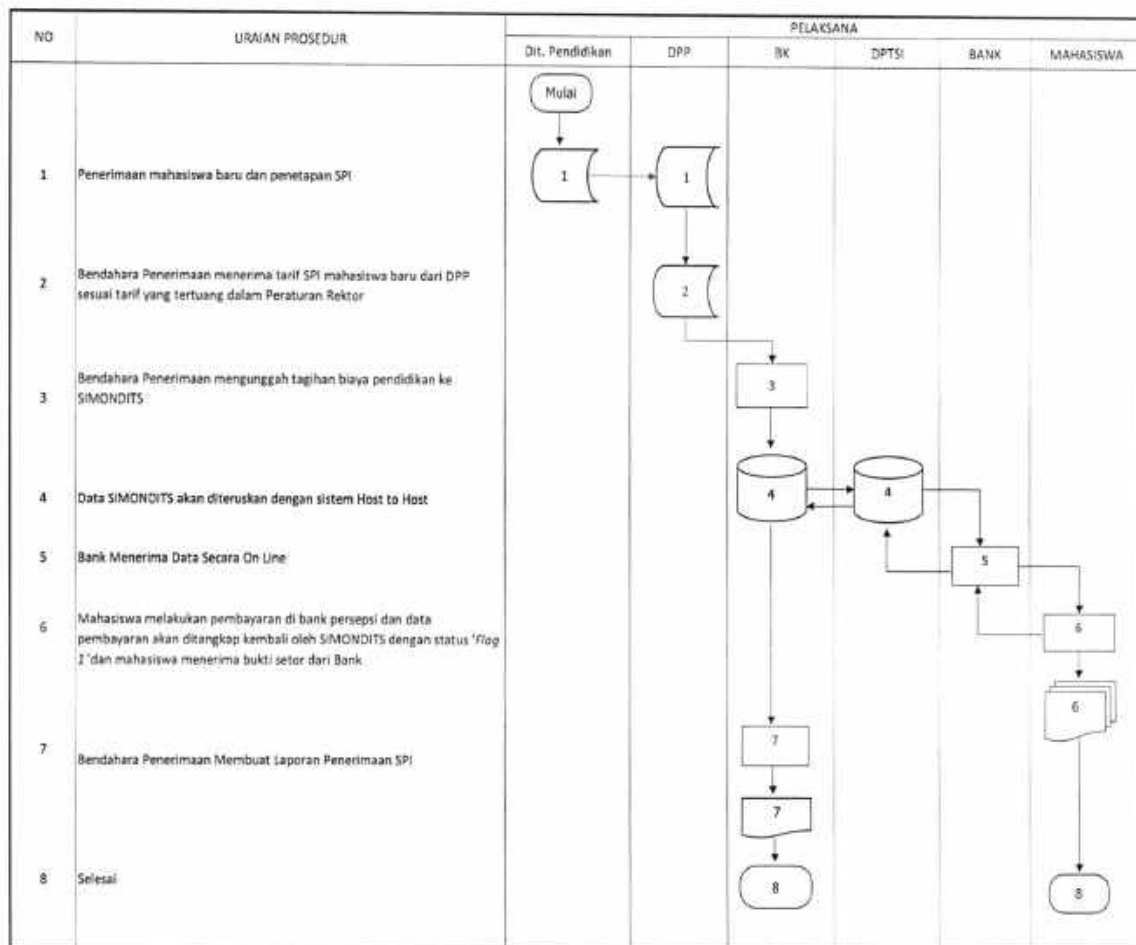 NO
URAIAN PROSEDUR
PELAKSANA
Dit. Pendidikan
DPP
BK
DPTSI
BANK
MAHASISWA
Mulai
1
Penerimaan mahasiswa baru dan penetapan SPI
1
1
2
Bendahara Penerimaan menerima tarif SPI mahasiswa baru dari DPP
sesuai tarif yang tertuang dalam Peraturan Rektor
2
3
Bendahara Penerimaan mengunggah tagihan biaya pendidikan ke
SIMONDITS
3
4
Data SIMONDITS akan diteruskan dengan sistem Host to Host
4
4
5
Bank Menerima Data Secara On Line
5
6
Mahasiswa melakukan pembayaran di bank persepsi dan data
pembayaran akan ditangkap kembali oleh SIMONDITS dengan status 'Flag
1' dan mahasiswa menerima bukti setor dari Bank
6
6
7
Bendahara Penerimaan Membuat Laporan Penerimaan SPI
7
7
8
Selesai
8
8